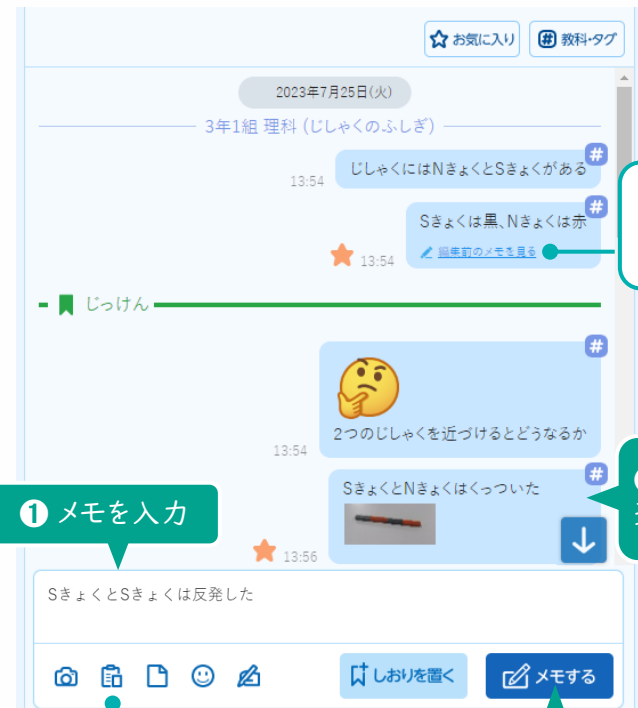 お気に入り
# 教科・タグ
2023年7月25日(火)
3年1組 理科 (じしゃくのふしぎ)
#
じしゃくにはNきょくとSきょくがある
13:54
#
Sきょくは黒、Nきょくは赤
編集前のメモを見る
13:54
じっけん
#
2つのじしゃくを近づけるとどうなるか
13:54
#
SきょくとNきょくはくっついた
13:56
❶ メモを入力
SきょくとSきょくは反発した
しおりを置く
メモする